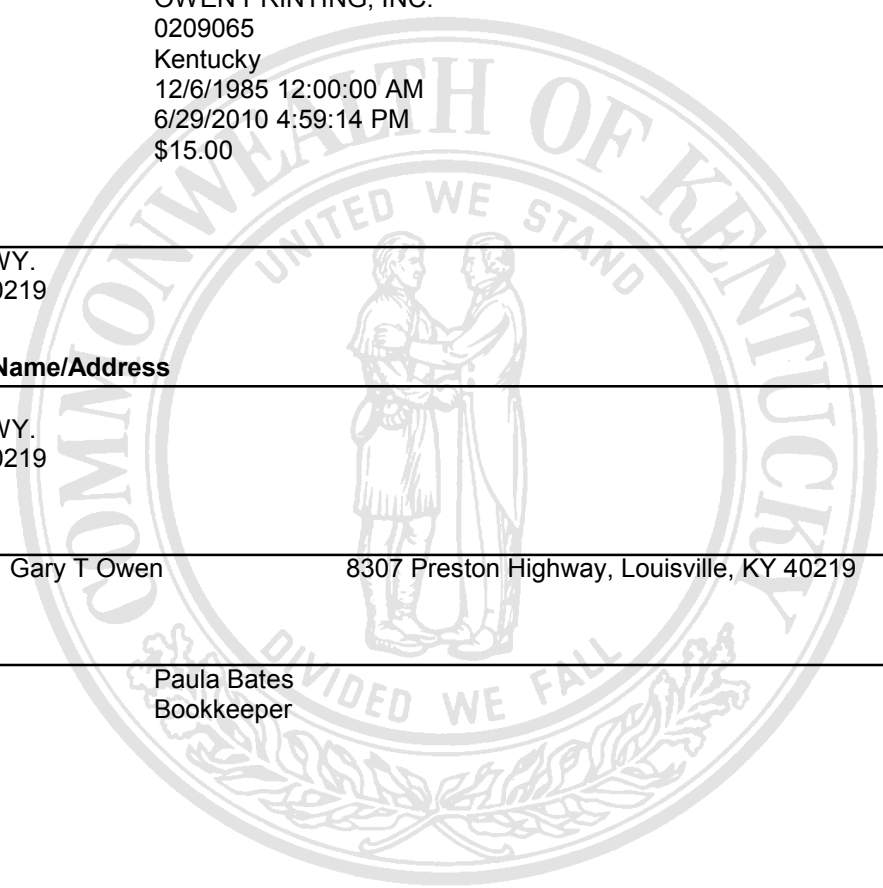 OWEN PRINTING, INC.
0209065
Kentucky
12/6/1985 12:00:00 AM
6/29/2010 4:59:14 PM
$15.00
WY.
0219
Name/Address
WY.
0219
Gary T Owen 8307 Preston Highway, Louisville, KY 40219
Paula Bates
Bookkeeper
COMMONWEALTH OF KENTUCKY
UNITED WE STAND
DIVIDED WE FALL